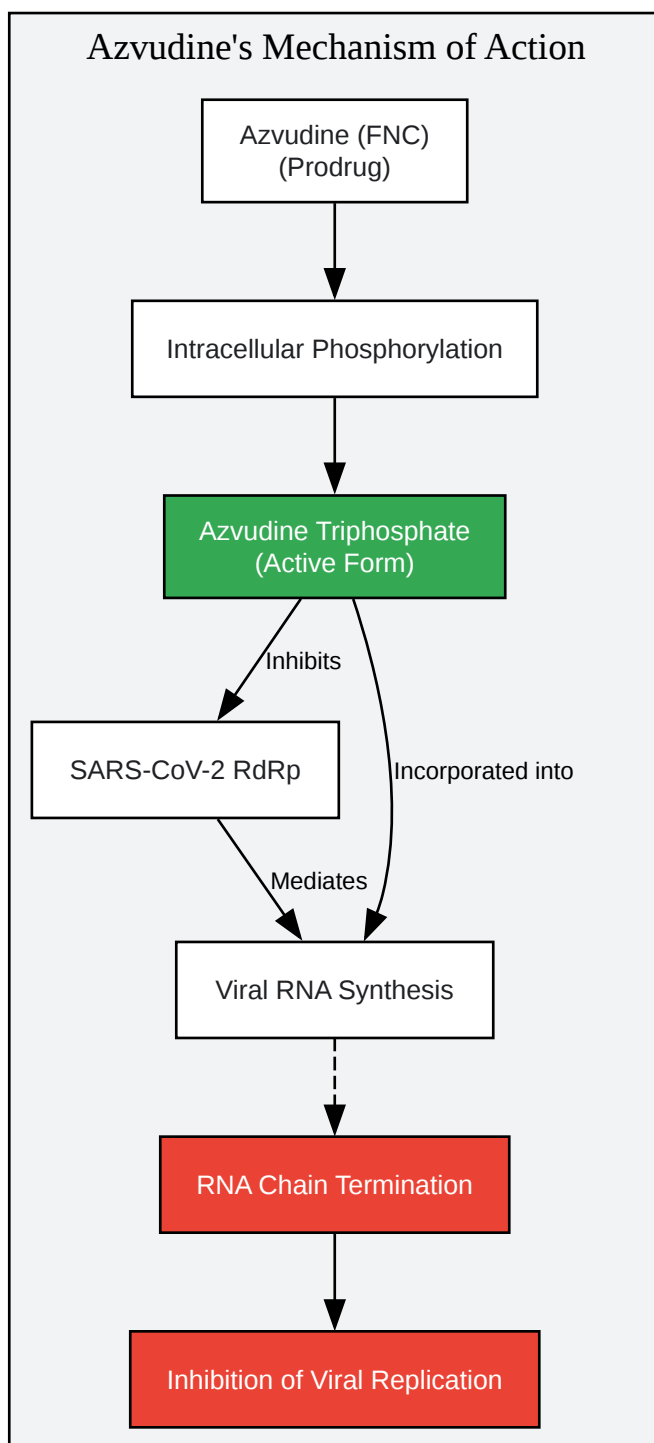 Azvudine's Mechanism of Action
Azvudine (FNC)
(Prodrug)
Intracellular Phosphorylation
Azvudine Triphosphate
(Active Form)
Inhibits
SARS-CoV-2 RdRp
Incorporated into
Mediates
Viral RNA Synthesis
RNA Chain Termination
Inhibition of Viral Replication